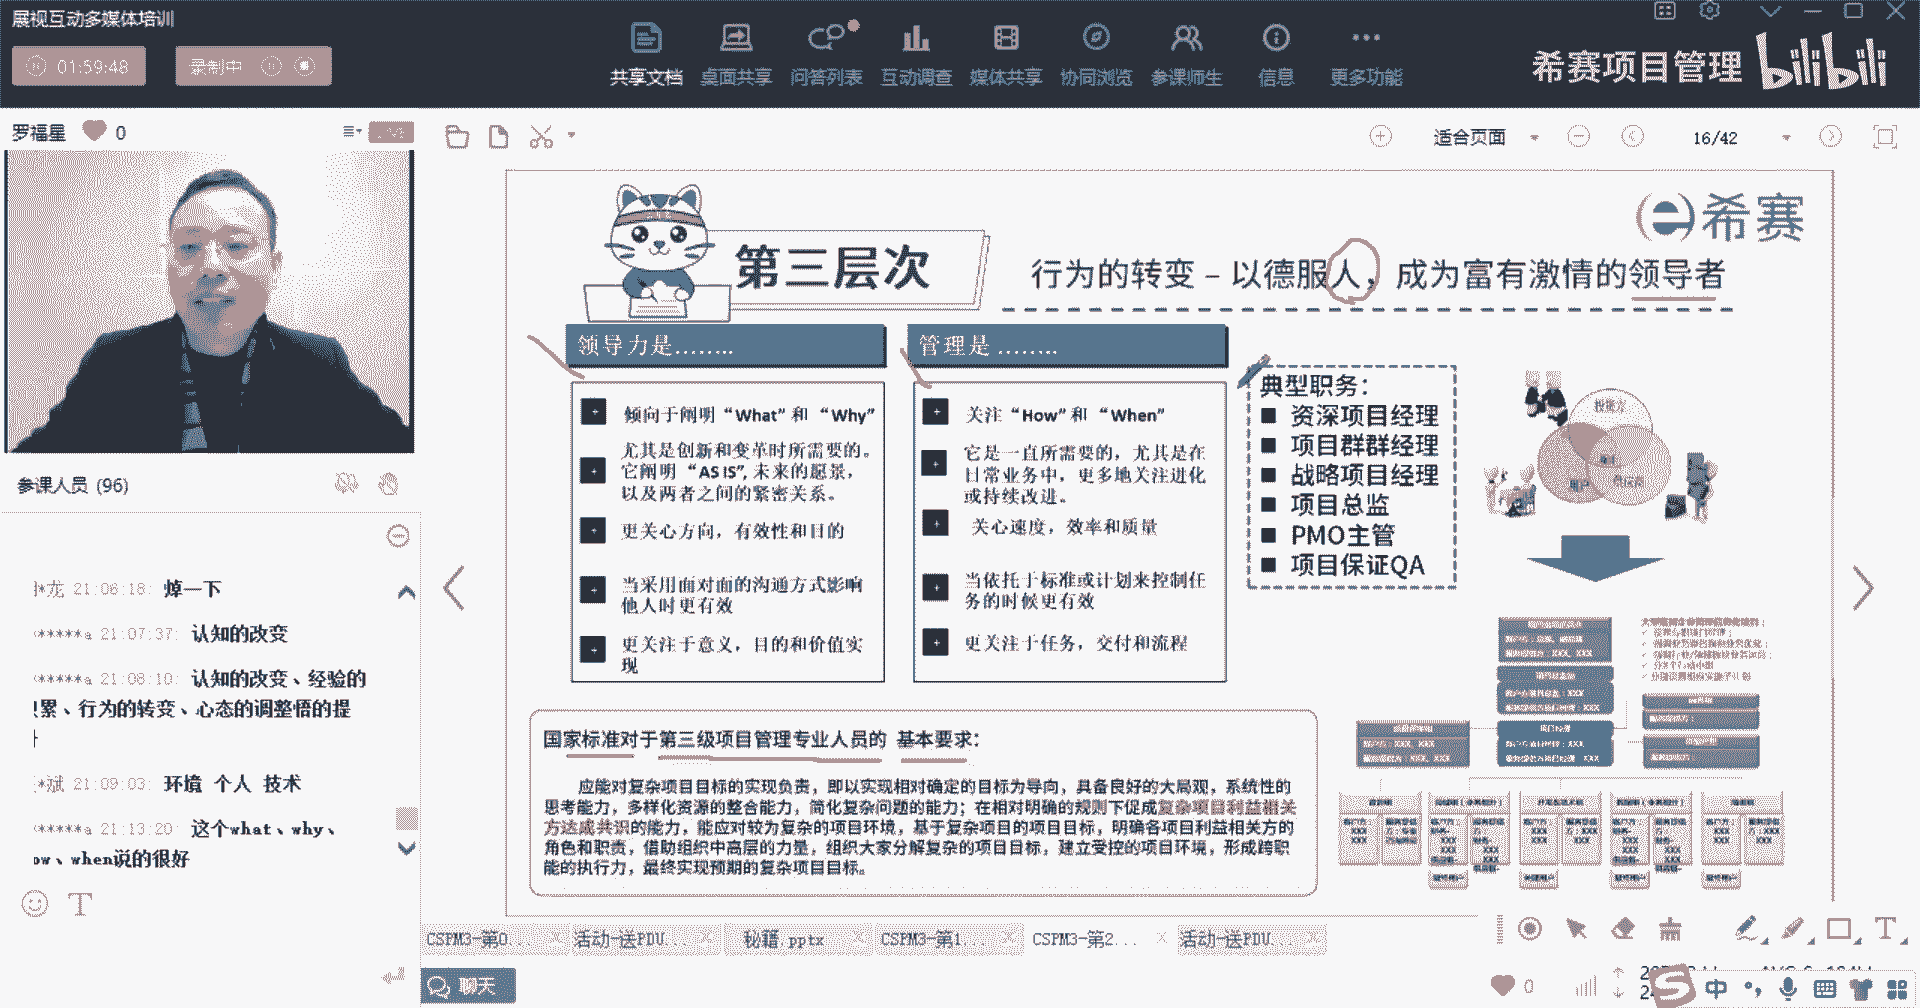 展视互动多媒体培训
01:59:48
录制中
共享文档
桌面共享
问答列表
互动调查
媒体共享
协同浏览
参课师生
信息
更多功能
希赛项目管理
bilibili
罗福星
0
适合页面
16/42
希赛
第三层次
行为的转变 – 以德服人，成为富有激情的领导者
领导力是........
管理是 ........
倾向于阐明 “What” 和 “Why”
尤其是创新和变革时所需要的。
它阐明 “AS IS”, 未来的愿景，
以及两者之间的紧密关系。
更关心方向，有效性和目的
当采用面对面的沟通方式影响
他人时更有效
更关注于意义，目的和价值实
现
关注 “How” 和 “When”
它是一直所需要的，尤其是在
日常业务中，更多地关注进化
或持续改进。
关心速度，效率和质量
当依托于标准或计划来控制任
务的时候更有效
更关注于任务，交付和流程
典型职务：
资深项目经理
项目群群经理
战略项目经理
项目总监
PMO主管
项目保证QA
国家标准对于第三级项目管理专业人员的 基本要求：
应能对复杂项目目标的实现负责，即以实现相对确定的目标为导向，具备良好的大局观，系统性的
思考能力，多样化资源的整合能力，简化复杂问题的能力；在相对明确的规则下促成复杂项目利益相关
方达成共识的能力，能应对较为复杂的项目环境，基于复杂项目的项目目标，明确各项目利益相关方的
角色和职责，借助组织中高层的力量，组织大家分解复杂的项目目标，建立受控的项目环境，形成跨职
能的执行力，最终实现预期的复杂项目目标。
参课人员 (96)
*龙 21:06:18: 焯一下
*****a 21:07:37: 认知的改变
*****a 21:08:10: 认知的改变、经验的
累、行为的转变、心态的调整悟的提
*斌 21:09:03: 环境 个人 技术
*****a 21:13:20: 这个what、why、
ow、when说的很好
CSPM3-第0...
活动-送PDU...
秘籍.pptx
CSPM3-第1...
CSPM3-第2...
活动-送PDU...
聊天
0
中